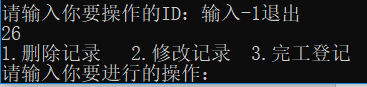 请输入你要操作的ID：输入-1退出
26
1.删除记录   2.修改记录  3.完工登记
请输入你要进行的操作：